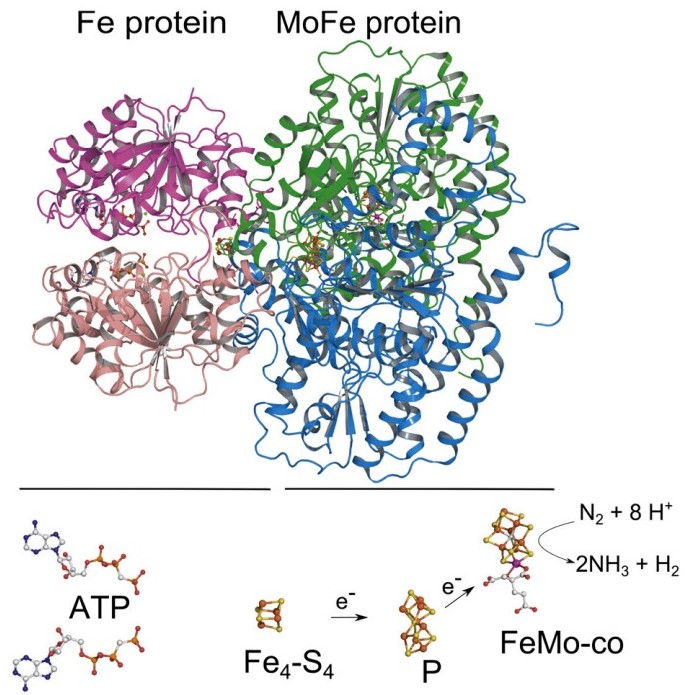 Fe protein
MoFe protein
N₂ + 8 H⁺
2NH₃ + H₂
ATP
Fe₄-S₄
e⁻
P
e⁻
FeMo-co